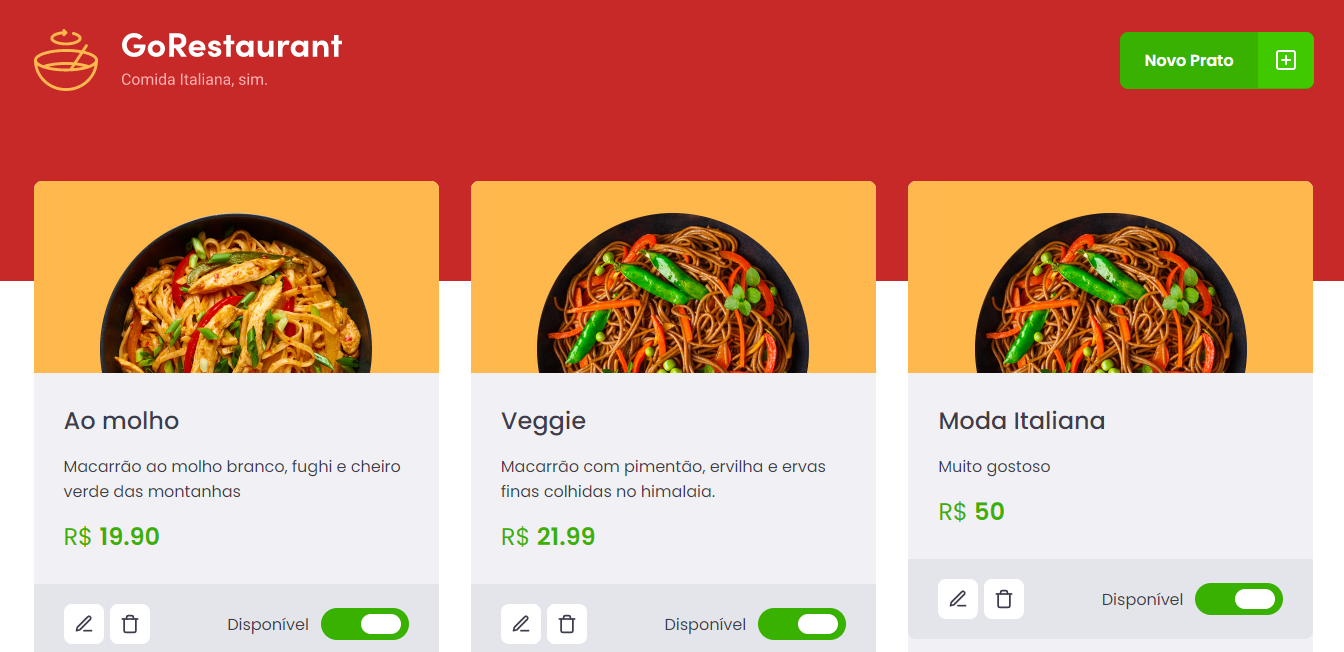 GoRestaurant
Comida Italiana, sim.
Novo Prato
Ao molho
Macarrão ao molho branco, fughi e cheiro
verde das montanhas
R$ 19.90
Disponível
Veggie
Macarrão com pimentão, ervilha e ervas
finas colhidas no himalaia.
R$ 21.99
Disponível
Moda Italiana
Muito gostoso
R$ 50
Disponível